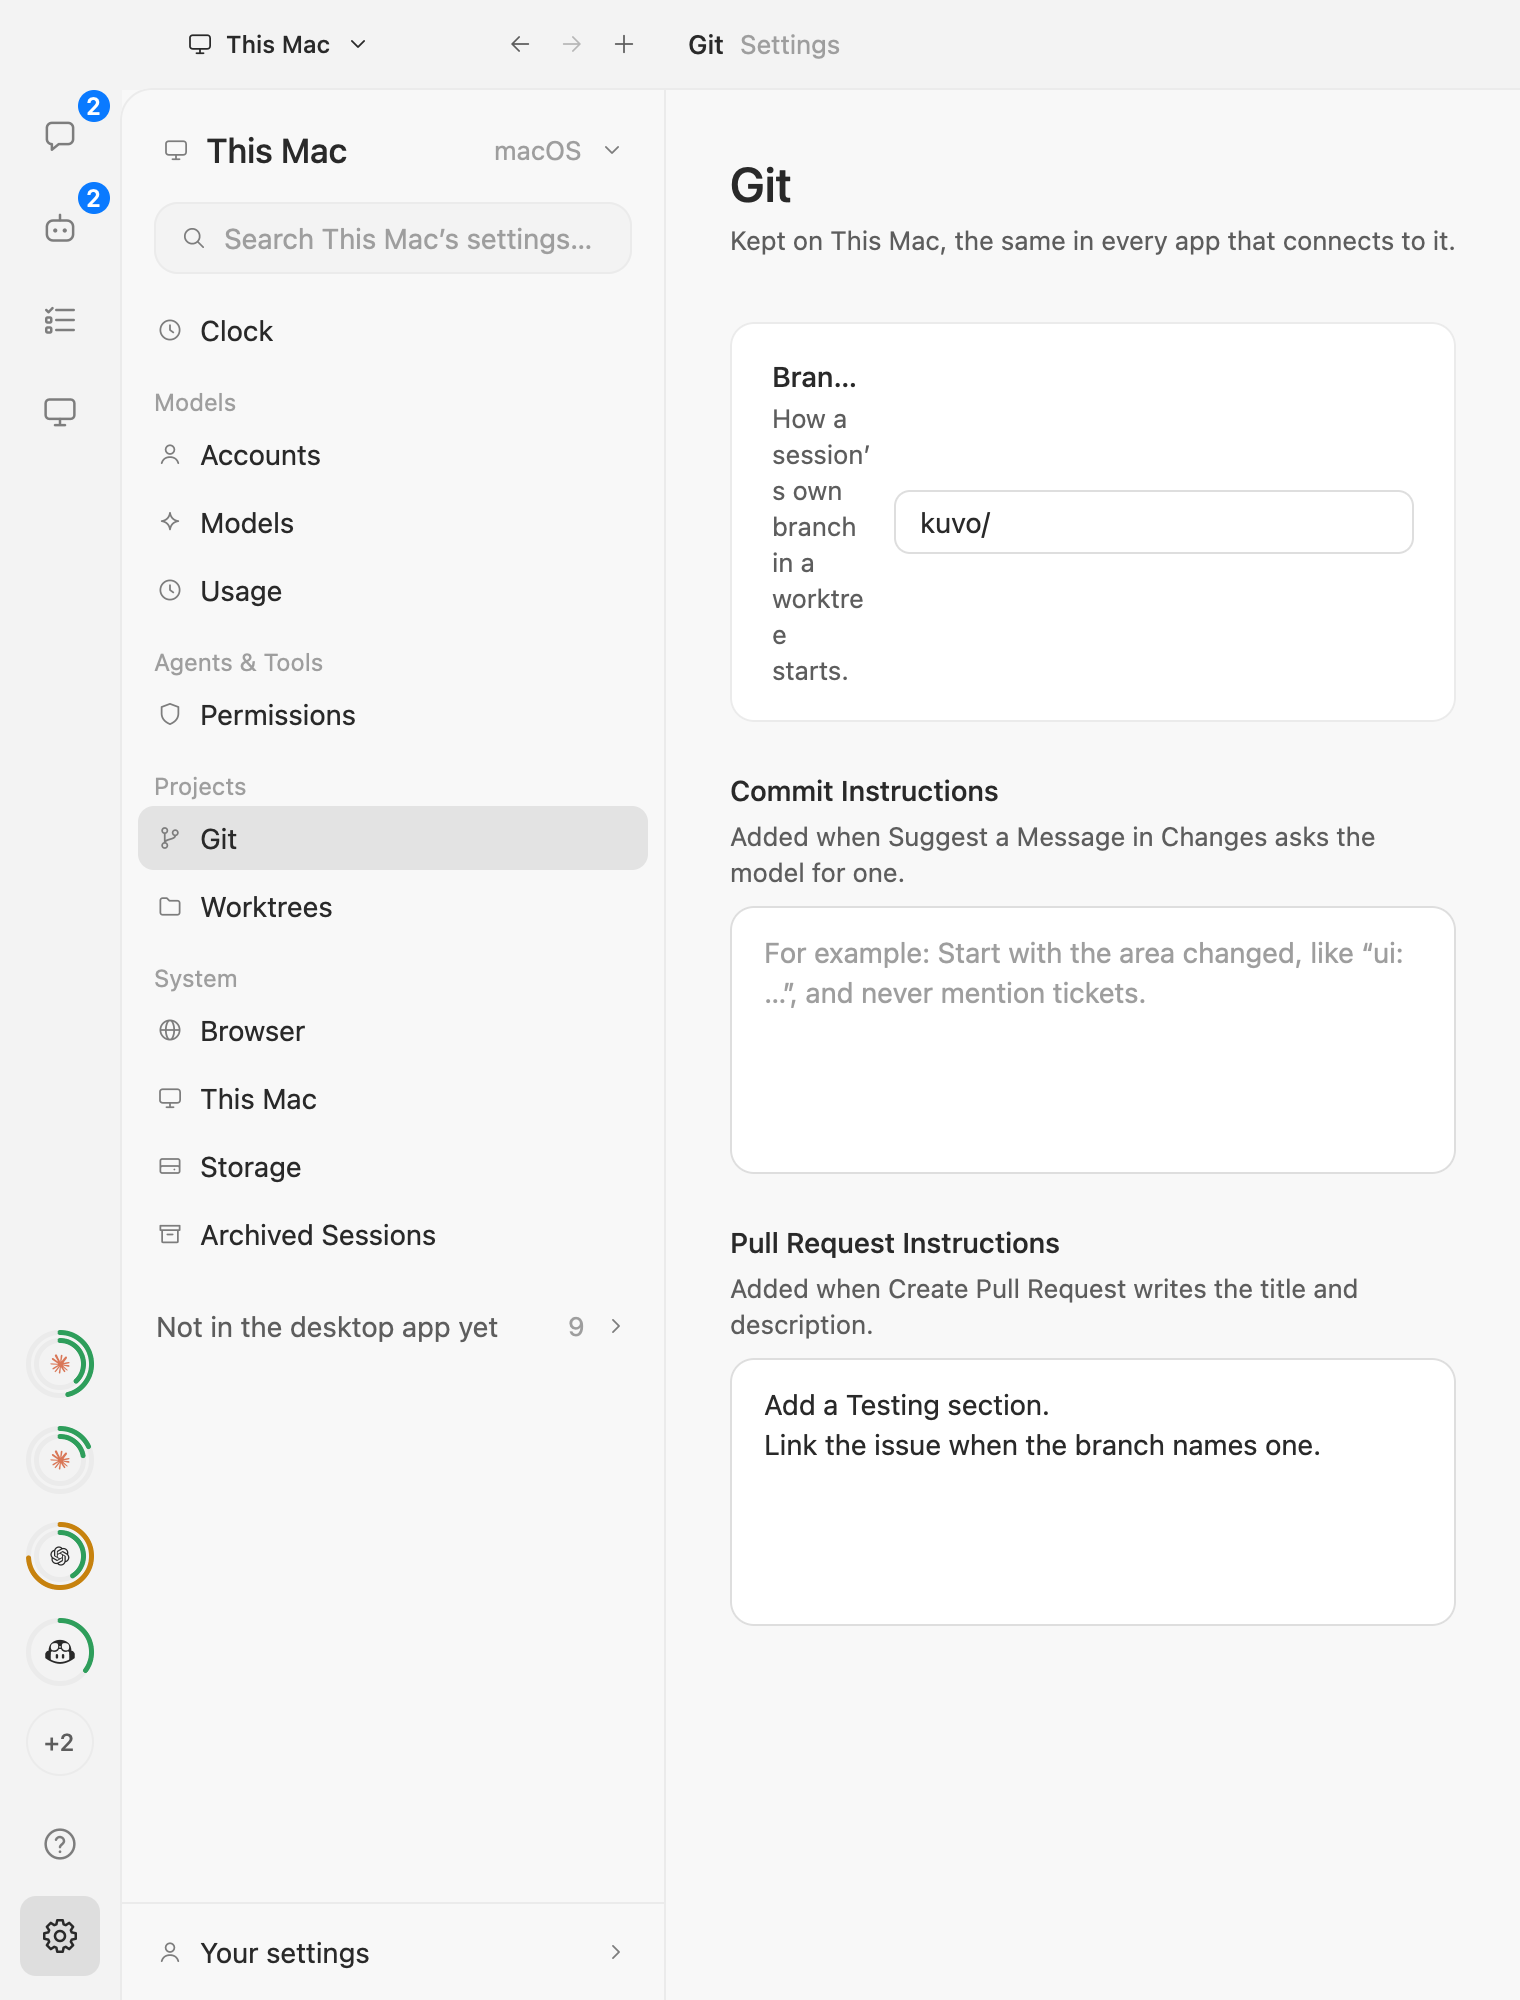 This Mac
Git Settings
2
2
This Mac
macOS
Search This Mac’s settings...
Clock
Models
Accounts
Models
Usage
Agents & Tools
Permissions
Projects
Git
Worktrees
System
Browser
This Mac
Storage
Archived Sessions
Not in the desktop app yet 9
+2
Your settings
Git
Kept on This Mac, the same in every app that connects to it.
Bran...
How a
session’
s own
branch
in a
worktre
e
starts.
kuvo/
Commit Instructions
Added when Suggest a Message in Changes asks the
model for one.
For example: Start with the area changed, like “ui:
...”, and never mention tickets.
Pull Request Instructions
Added when Create Pull Request writes the title and
description.
Add a Testing section.
Link the issue when the branch names one.